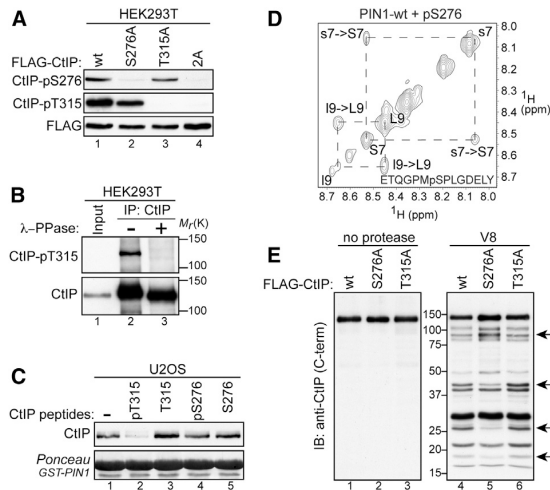 A
HEK293T
FLAG-CtIP: wt S276A T315A 2A
CtIP-pS276
CtIP-pT315
FLAG
1 2 3 4
B
HEK293T
Input IP: CtIP
λ-PPase: - + Mr(K)
CtIP-pT315 150
100
CtIP 150
100
1 2 3
C
U2OS
CtIP peptides: – pT315 T315 pS276 S276
CtIP
Ponceau
GST-PIN1
1 2 3 4 5
D
PIN1-wt + pS276
s7->S7 s7
8.0
8.1
8.2
8.3
8.4
8.5
8.6
8.7
1H
(ppm)
I9->L9 L9
S7 s7->S7
I9 I9->L9
ETQGPMpSPLGDELY
8.7 8.6 8.5 8.4 8.3 8.2 8.1 8.0
1H (ppm)
E
no protease V8
FLAG-CtIP: wt S276A T315A wt S276A T315A
IB: anti-CtIP (C-term)
150
100
75
50
37
25
20
15
1 2 3 4 5 6